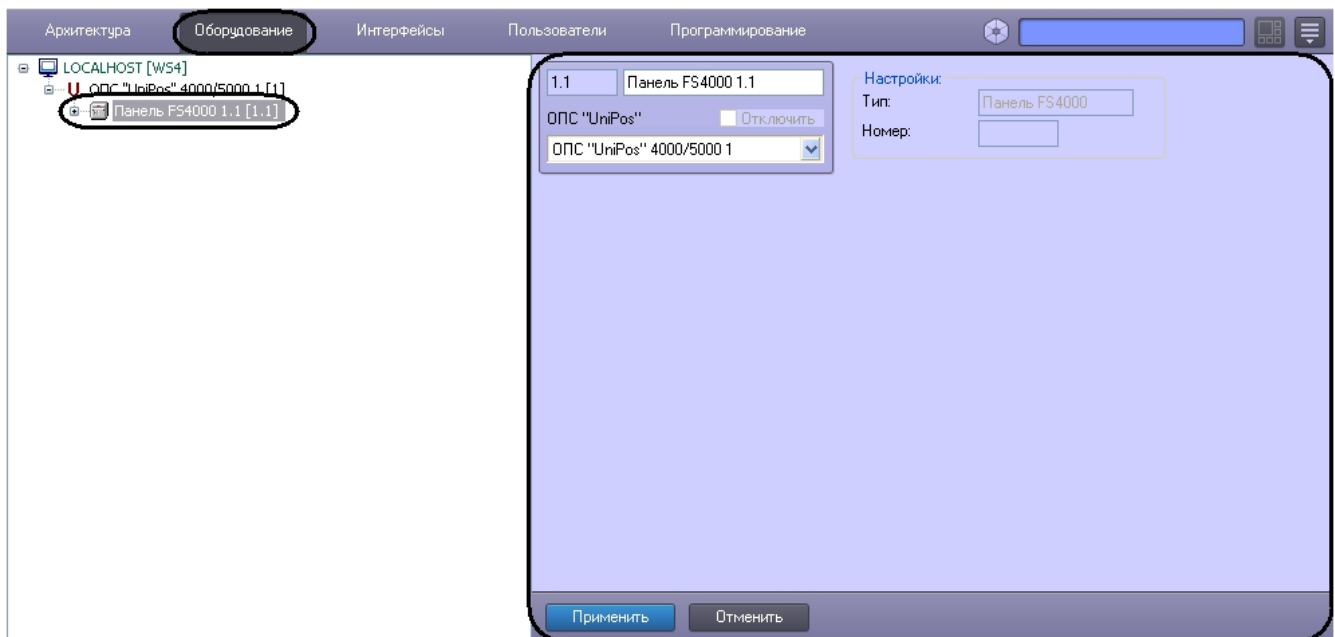 Архитектура Оборудование Интерфейсы Пользователи Программирование
LOCALHOST [WS4]
ОПС "UniPos" 4000/5000 1 [1]
Панель FS4000 1.1 [1.1]
1.1 Панель FS4000 1.1
ОПС "UniPos" Отключить
ОПС "UniPos" 4000/5000 1
Настройки:
Тип: Панель FS4000
Номер:
Применить Отменить